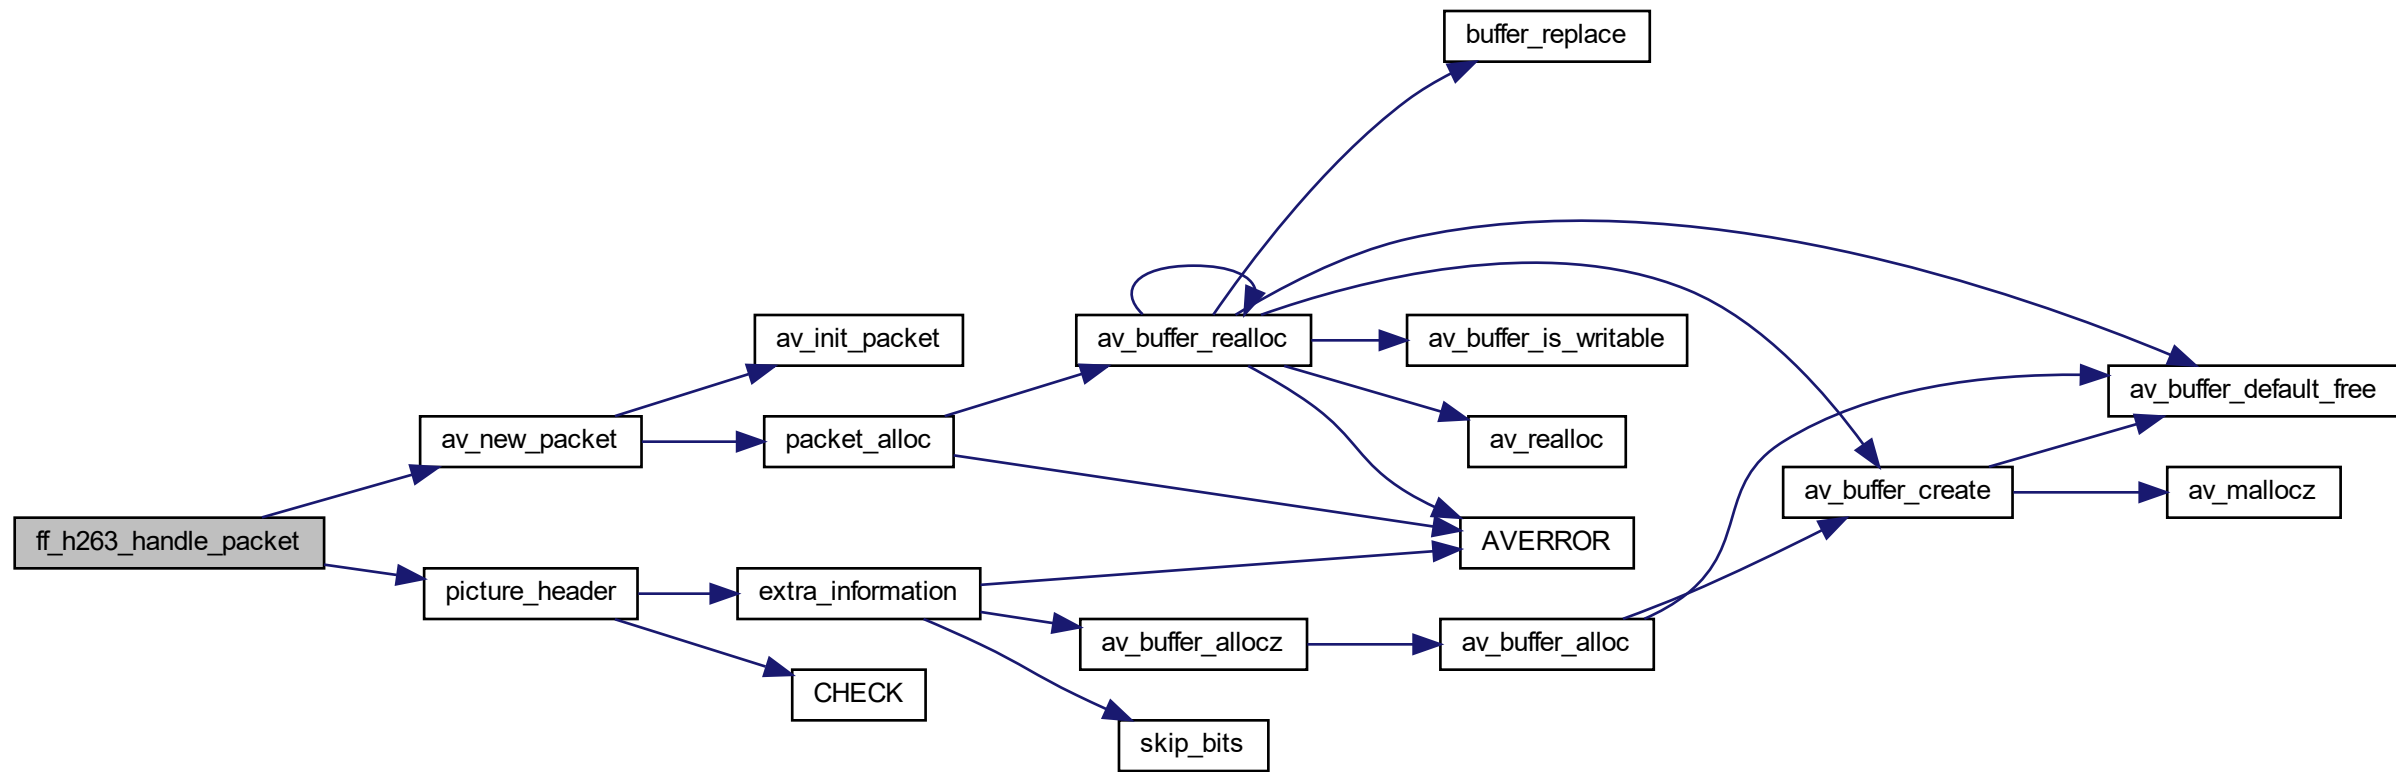 buffer_replace
av_init_packet
av_buffer_realloc
av_buffer_is_writable
av_buffer_default_free
av_new_packet
packet_alloc
av_realloc
av_buffer_create
av_mallocz
ff_h263_handle_packet
AVERROR
picture_header
extra_information
av_buffer_allocz
av_buffer_alloc
CHECK
skip_bits